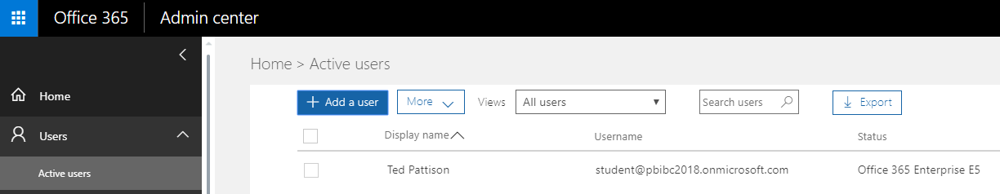 Office 365 Admin center
Home > Active users
Home
+ Add a user More Views All users Search users Export
Users
Display name Username Status
Active users
Ted Pattison student@pbibc2018.onmicrosoft.com Office 365 Enterprise E5